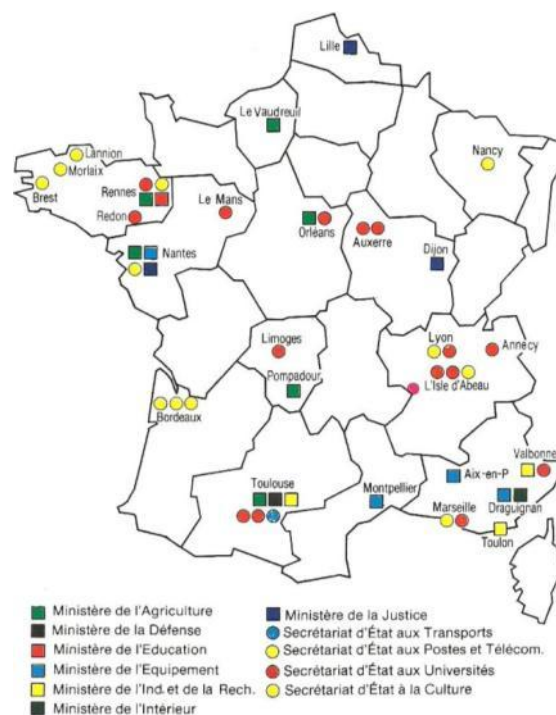 Lille
Le Vaudreuil
Nancy
Lannion
Morlaix
Brest
Rennes
Le Mans
Redon
Orléans
Auxerre
Nantes
Dijon
Limoges
Lyon
Annecy
Pompadour
L'Isle d'Abeau
Bordeaux
Valbonne
Aix-en-P
Toulouse
Montpellier
Draguignan
Marseille
Toulon
Ministère de l'Agriculture
Ministère de la Défense
Ministère de l'Education
Ministère de l'Equipement
Ministère de l'Ind. et de la Rech.
Ministère de l'Intérieur
Ministère de la Justice
Secrétariat d'État aux Transports
Secrétariat d'État aux Postes et Télécom.
Secrétariat d'État aux Universités
Secrétariat d'État à la Culture